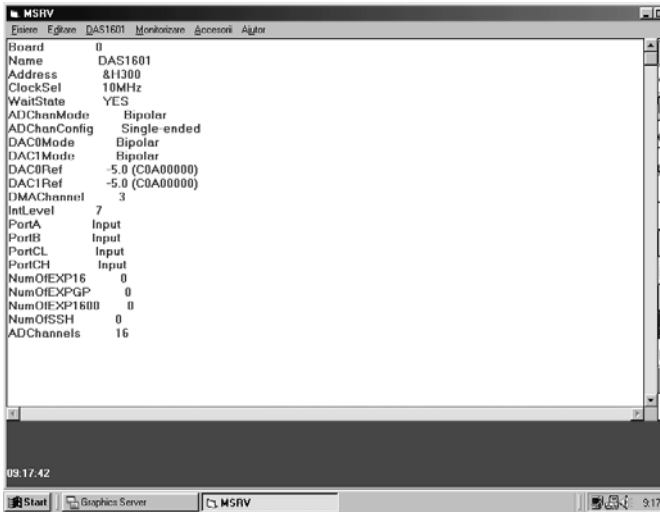 MSRV
Fisiere Editare DAS1601 Monitorizare Accesorii Ajutor
Board 0
Name DAS1601
Address &H300
ClockSel 10MHz
WaitState YES
ADChanMode Bipolar
ADChanConfig Single-ended
DAC0Mode Bipolar
DAC1Mode Bipolar
DAC0Ref -5.0 (C0A00000)
DAC1Ref -5.0 (C0A00000)
DMAChannel 3
IntLevel 7
PortA Input
PortB Input
PortCL Input
PortCH Input
NumOfEXP16 0
NumOfEXPGP 0
NumOfEXP1600 0
NumOfSSH 0
ADChannels 16
09:17:42
Start Graphics Server MSRV 9:17